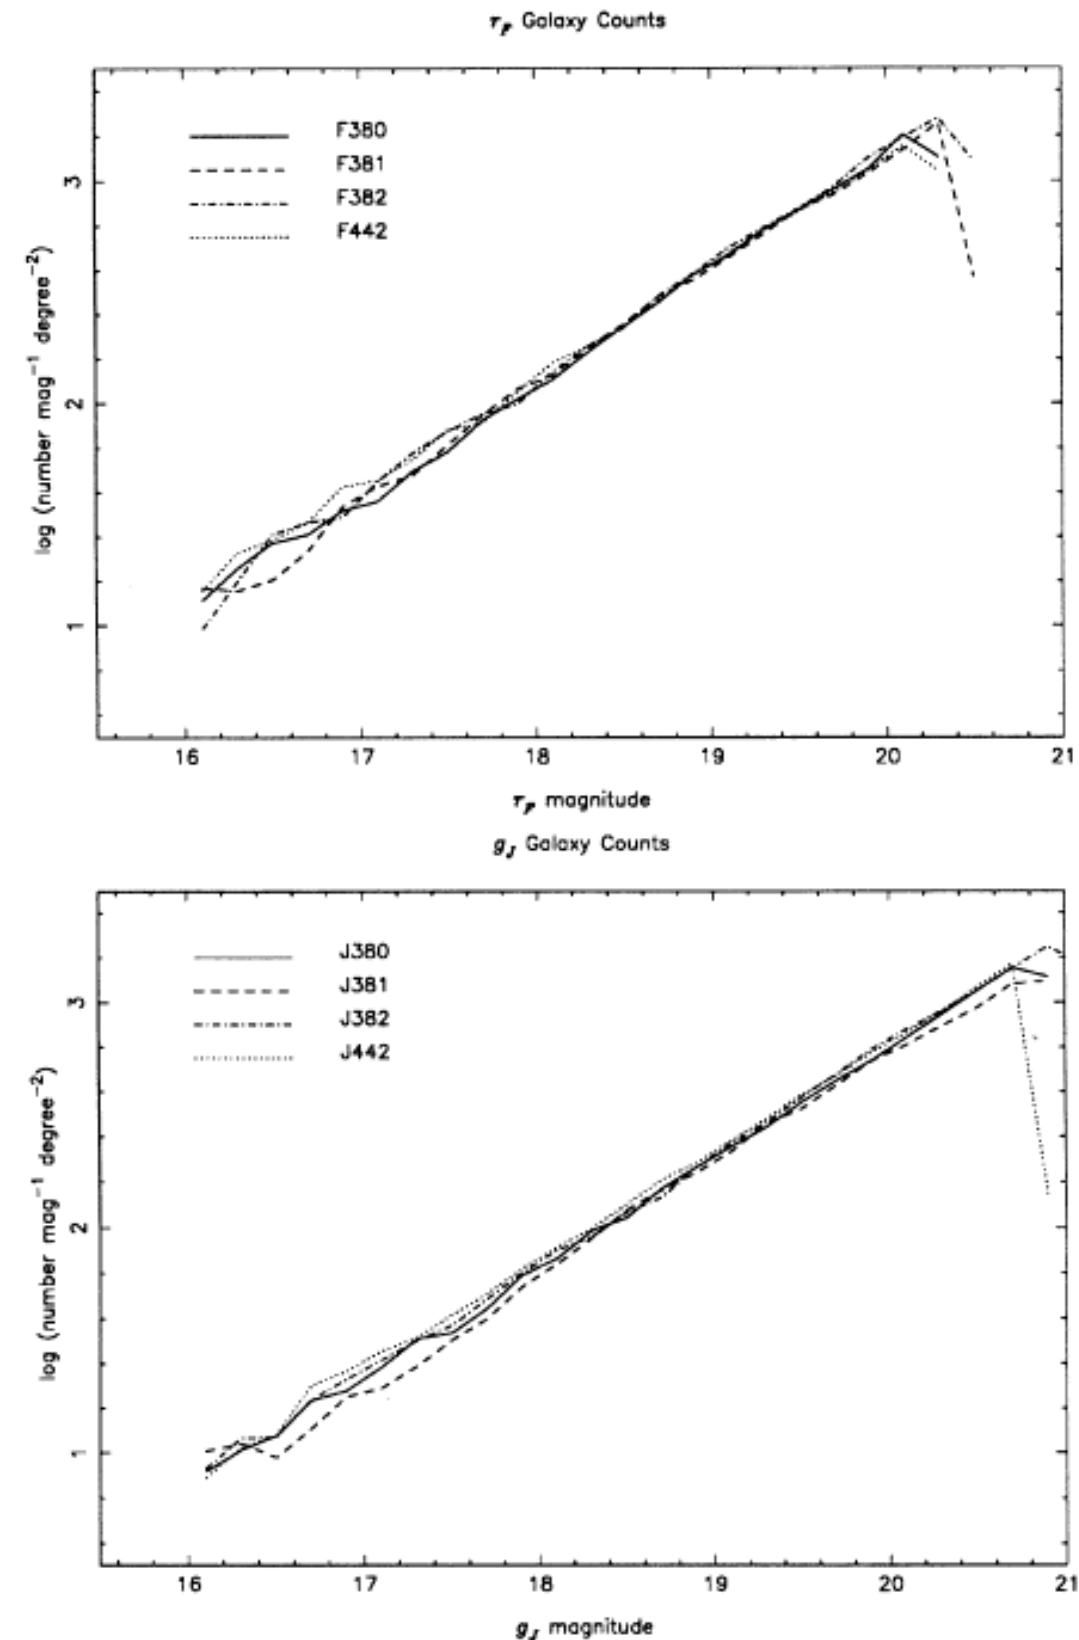 r_F Galaxy Counts
F380
F381
F382
F442
log (number mag⁻¹ degree⁻²)
3
2
1
16 17 18 19 20 21
r_F magnitude
g_J Galaxy Counts
J380
J381
J382
J442
log (number mag⁻¹ degree⁻²)
3
2
1
16 17 18 19 20 21
g_J magnitude